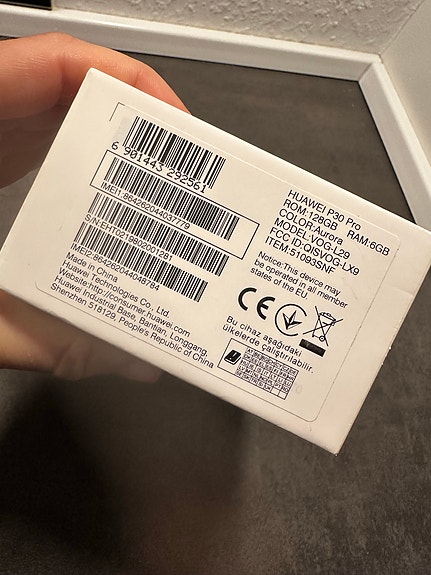 6 901443 292561
IMEI1:864262044037779
S/N:EHT0219802001281
IMEI2:864262044048784
Made in China
Huawei Technologies Co., Ltd.
Website:http://consumer.huawei.com
Huawei Industrial Base, Bantian, Longgang,
Shenzhen 518129, People's Republic of China
HUAWEI P30 Pro
ROM:128GB RAM:6GB
COLOR:Aurora
MODEL:VOG-L29
FCC ID:QISVOG-LX9
ITEM:51093SNF
Notice:This device may
be operated in all member
states of the EU
CE
Bu cihaz aşağıdaki
ülkelerde çalıştırılabilir.